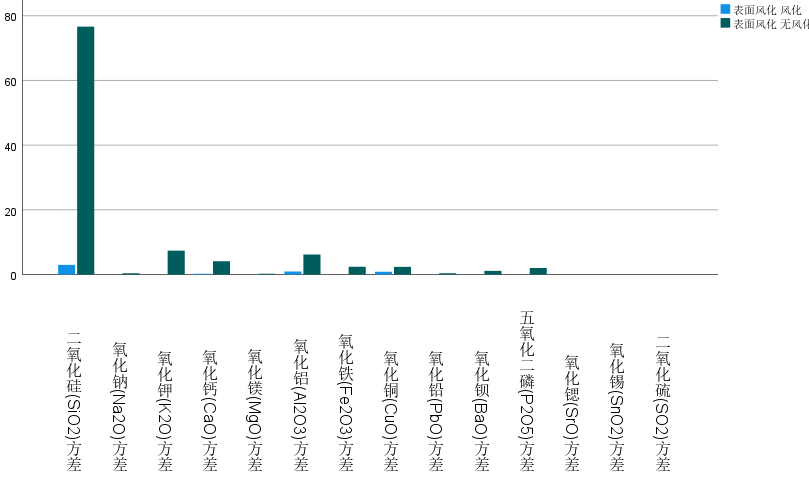 80
60
40
20
0
表面风化 风化
表面风化 无风化
二氧化硅(SiO2)方差
氧化钠(Na2O)方差
氧化钾(K2O)方差
氧化钙(CaO)方差
氧化镁(MgO)方差
氧化铝(Al2O3)方差
氧化铁(Fe2O3)方差
氧化铜(CuO)方差
氧化铅(PbO)方差
氧化钡(BaO)方差
五氧化二磷(P2O5)方差
氧化锶(SrO)方差
氧化锡(SnO2)方差
二氧化硫(SO2)方差